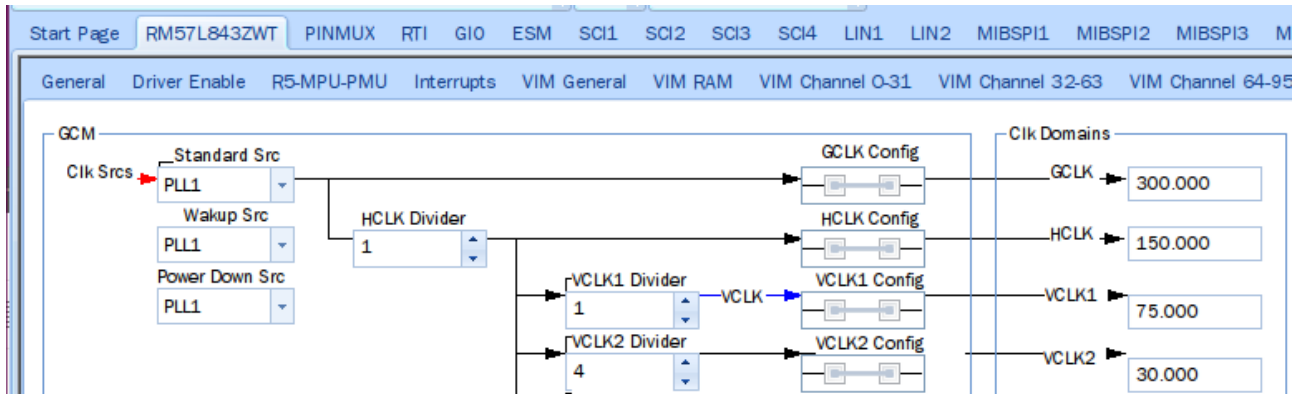 Start Page RM57L843ZWT PINMUX RTI GIO ESM SCI1 SCI2 SCI3 SCI4 LIN1 LIN2 MIBSPI1 MIBSPI2 MIBSPI3 M
General Driver Enable R5-MPU-PMU Interrupts VIM General VIM RAM VIM Channel 0-31 VIM Channel 32-63 VIM Channel 64-95
GCM Clk Domains
Standard Src GCLK Config
Clk Srcs PLL1 GCLK 300.000
Wakup Src HCLK Divider HCLK Config
PLL1 1 HCLK 150.000
Power Down Src VCLK1 Divider VCLK1 Config
PLL1 1 VCLK VCLK1 75.000
VCLK2 Divider VCLK2 Config
4 VCLK2 30.000